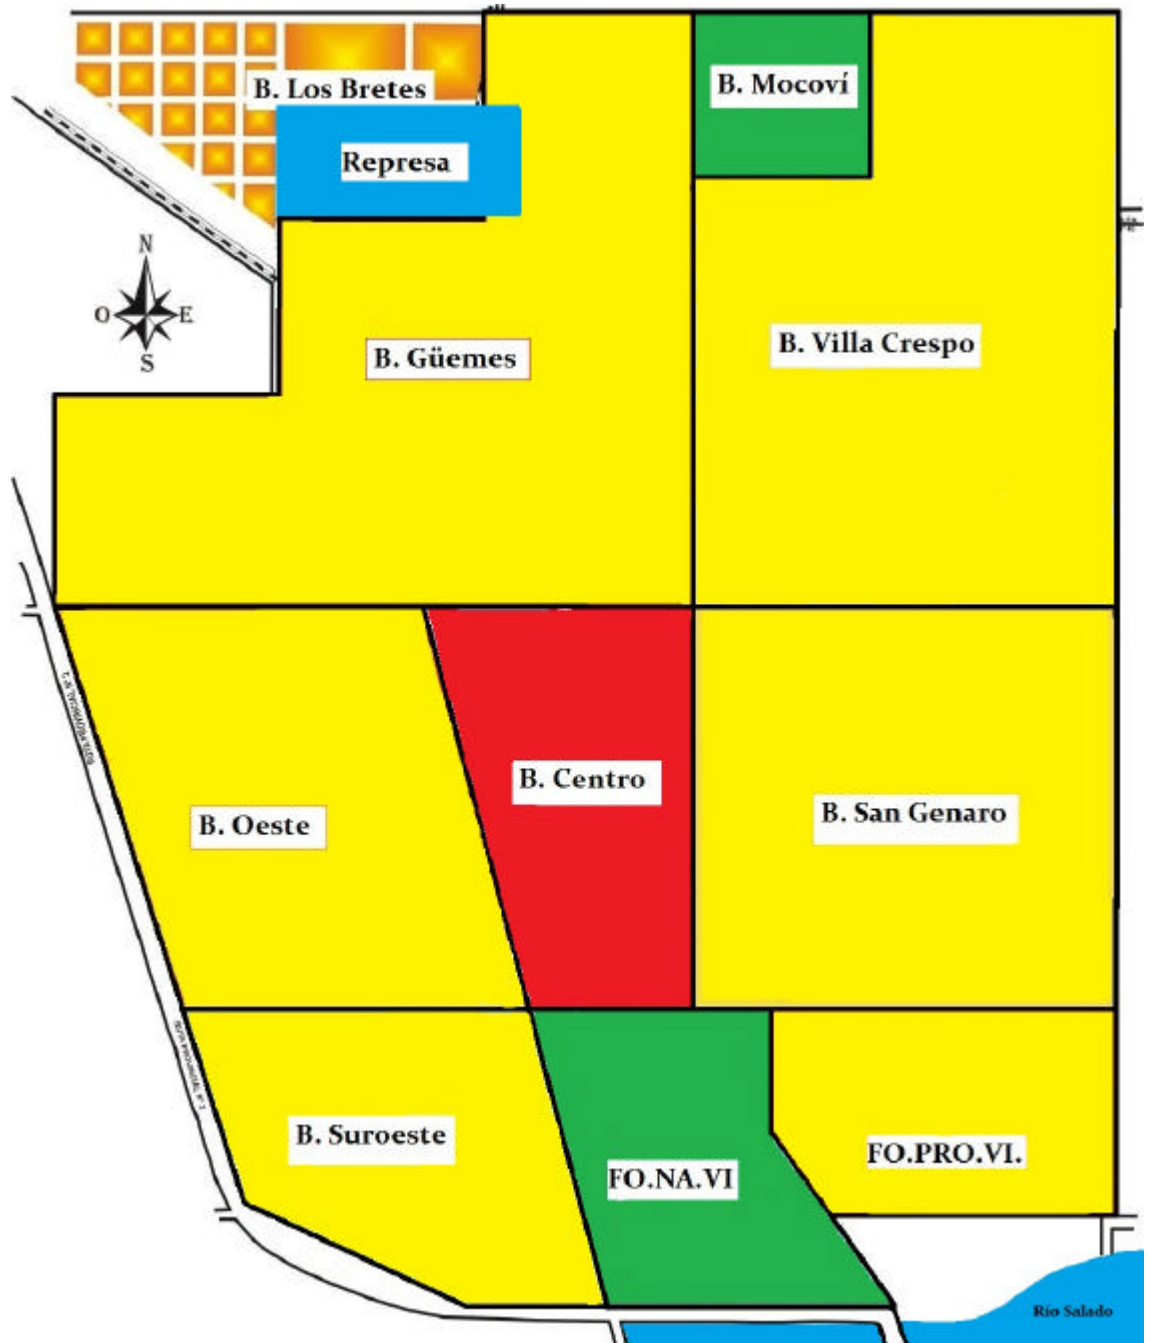 B. Los Bretes
B. Mocoví
Represa
N
O E
S
B. Güemes
B. Villa Crespo
B. Centro
B. Oeste
B. San Genaro
B. Suroeste
FO.NA.VI
FO.PRO.VI.
Río Salado